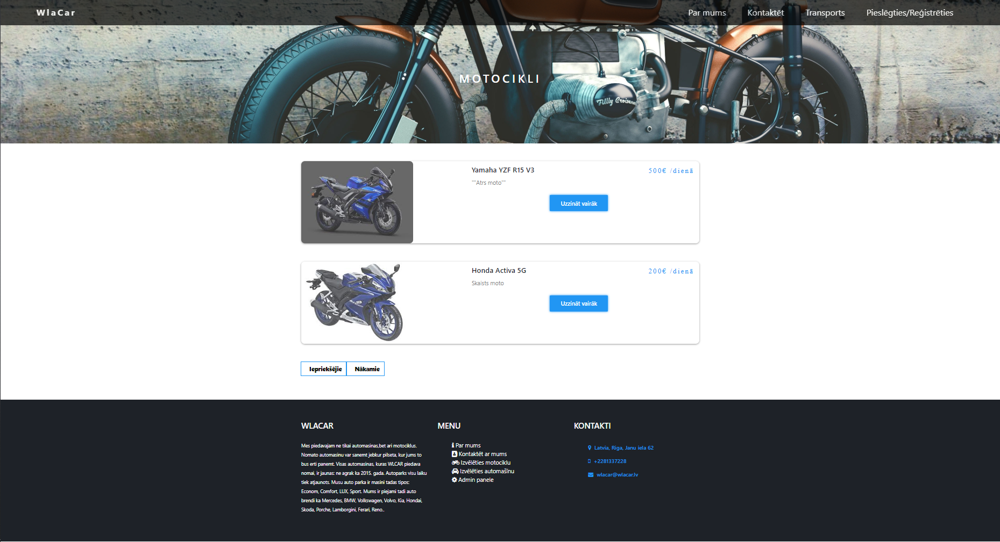 WlaCar
Par mums
Kontaktēt
Transports
Pieslēgties/Reģistrēties
MOTOCIKLI
Yamaha YZF R15 V3
500€ /dienā
""Atrs moto""
Uzzināt vairāk
YAMAHA
Honda Activa 5G
200€ /dienā
Skaists moto
Uzzināt vairāk
YAMAHA
Iepriekšējie
Nākamie
WLACAR
Mes piedavajam ne tikai automasinas,bet ari motociklus.
Nomato automasinu var sanemt jebkur pilseta, kur jums to
bus erti panemt. Visas automasinas, kuras WLCAR piedava
nomai, ir jaunas: ne agrak ka 2015. gada. Autoparks visu laiku
tiek atjaunots. Musu auto parka ir masini tadas tipos:
Econom, Comfort, LUX, Sport. Mums ir piejami tadi auto
brendi ka Mercedes, BMW, Volkswagen, Volvo, Kia, Hondai,
Skoda, Porche, Lamborgini, Ferari, Reno..
MENU
Par mums
Kontaktēt ar mums
Izvēlēties motociklu
Izvēlēties automašīnu
Admin panele
KONTAKTI
Latvia, Riga, Janu iela 62
+2281337228
wlacar@wlacar.lv